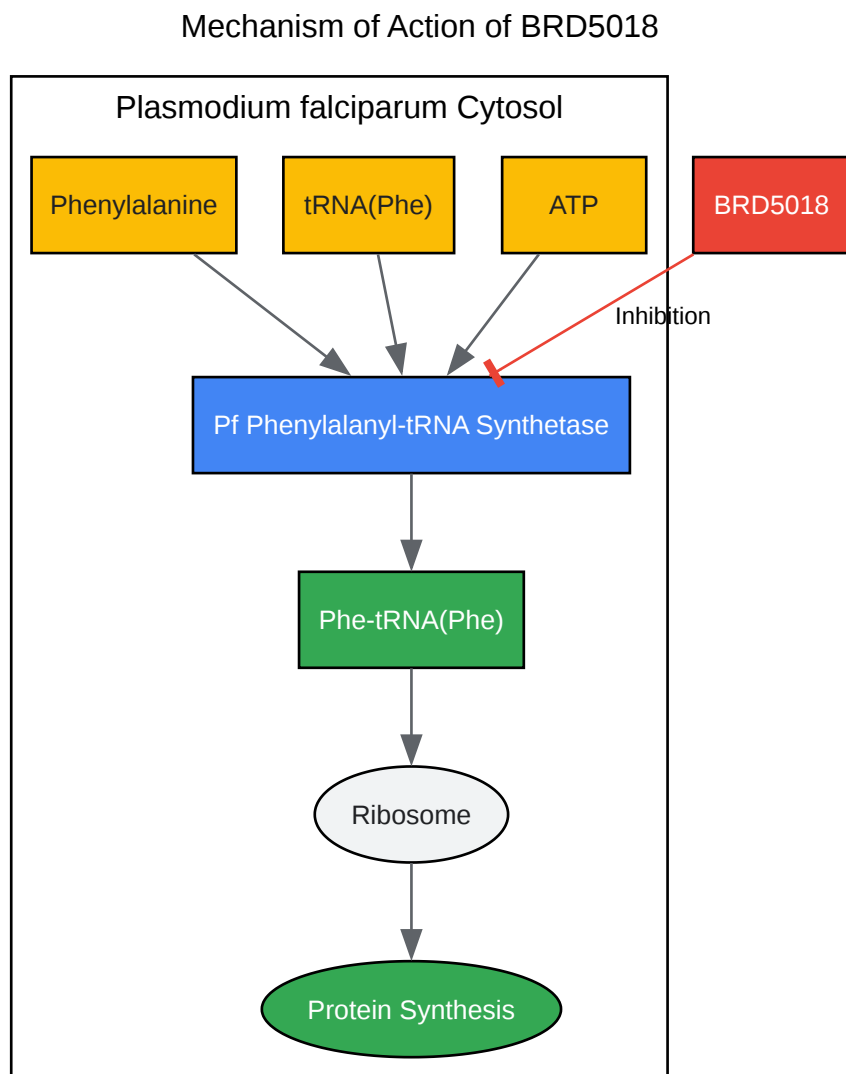 Mechanism of Action of BRD5018
Plasmodium falciparum Cytosol
Phenylalanine
tRNA(Phe)
ATP
BRD5018
Inhibition
Pf Phenylalanyl-tRNA Synthetase
Phe-tRNA(Phe)
Ribosome
Protein Synthesis